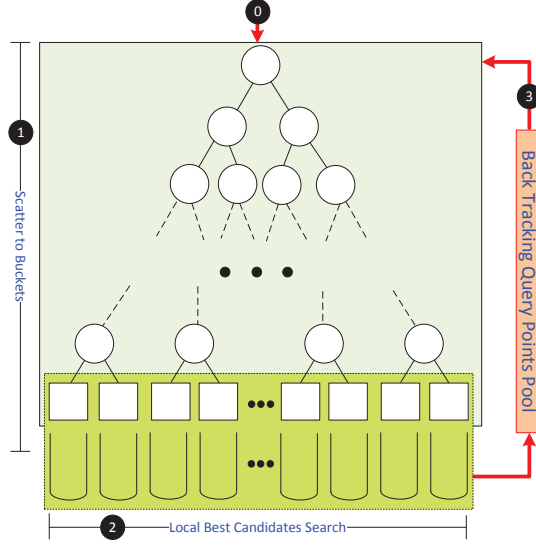 0
1
Scatter to Buckets
3
Back Tracking Query Points Pool
2
Local Best Candidates Search